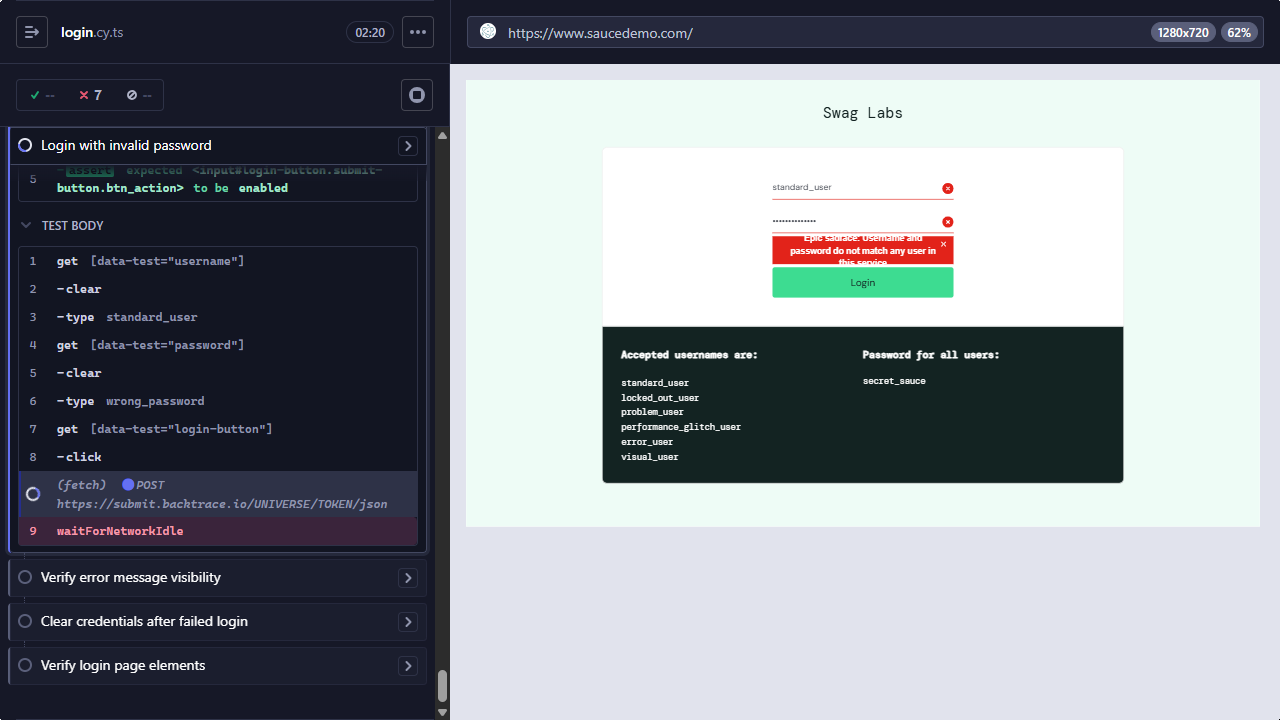 login.cy.ts
02:20
--
7
--
Login with invalid password
5 -assert expected <input#login-button.submit-
button.btn_action> to be enabled
TEST BODY
1 get [data-test="username"]
2 -clear
3 -type standard_user
4 get [data-test="password"]
5 -clear
6 -type wrong_password
7 get [data-test="login-button"]
8 -click
(fetch) POST
https://submit.backtrace.io/UNIVERSE/TOKEN/json
9 waitForNetworkIdle
Verify error message visibility
Clear credentials after failed login
Verify login page elements
https://www.saucedemo.com/
1280x720
62%
Swag Labs
standard_user
Epic sadface: Username and
password do not match any user in
this service
Login
Accepted usernames are:
standard_user
locked_out_user
problem_user
performance_glitch_user
error_user
visual_user
Password for all users:
secret_sauce